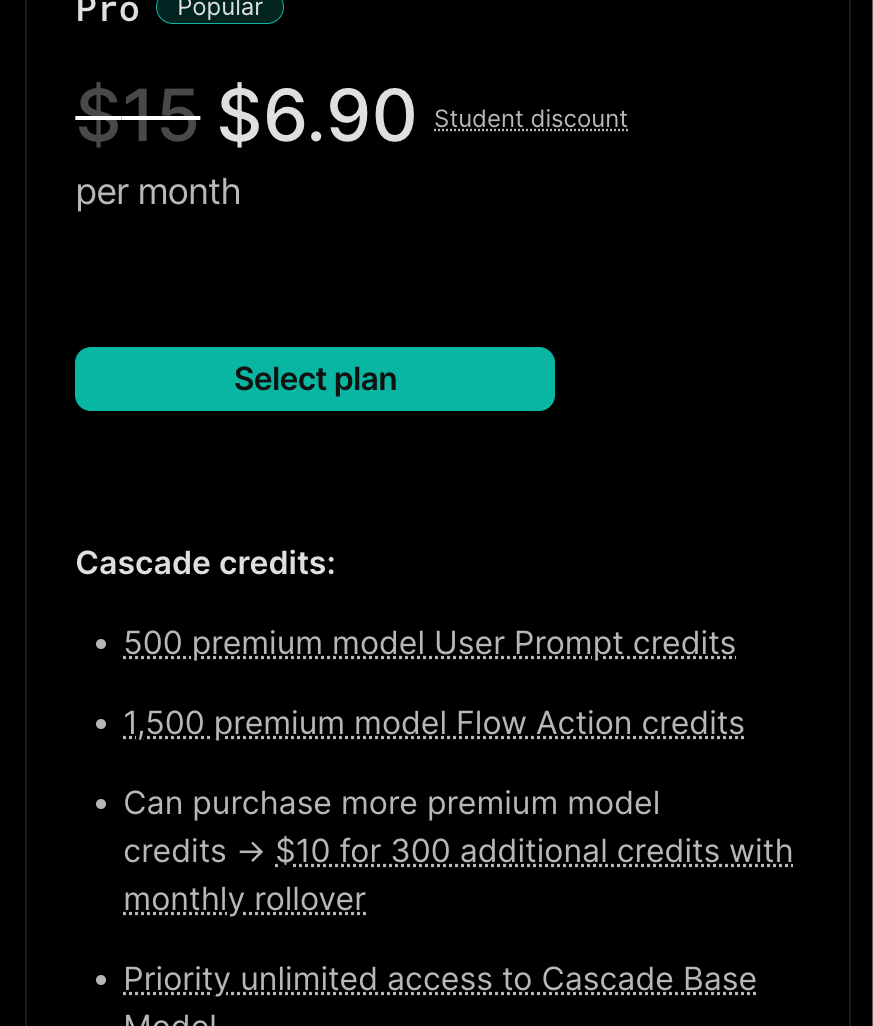 Pro Popular
$15 $6.90 Student discount
per month
Select plan
Cascade credits:
• 500 premium model User Prompt credits
• 1,500 premium model Flow Action credits
• Can purchase more premium model
credits → $10 for 300 additional credits with
monthly rollover
• Priority unlimited access to Cascade Base
Model